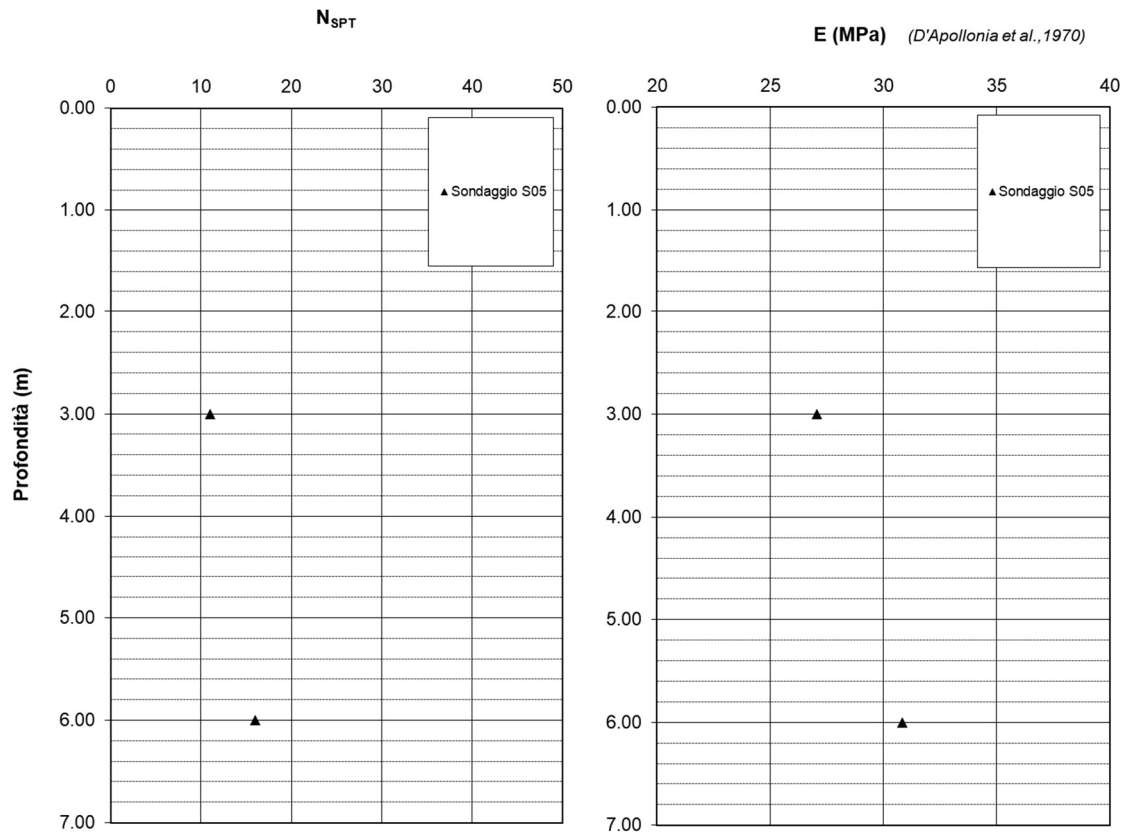 N_SPT
0 10 20 30 40 50
0.00
1.00
2.00
3.00
4.00
5.00
6.00
7.00
Profondità (m)
▲ Sondaggio S05
E (MPa) (D'Apollonia et al.,1970)
20 25 30 35 40
0.00
1.00
2.00
3.00
4.00
5.00
6.00
7.00
▲ Sondaggio S05